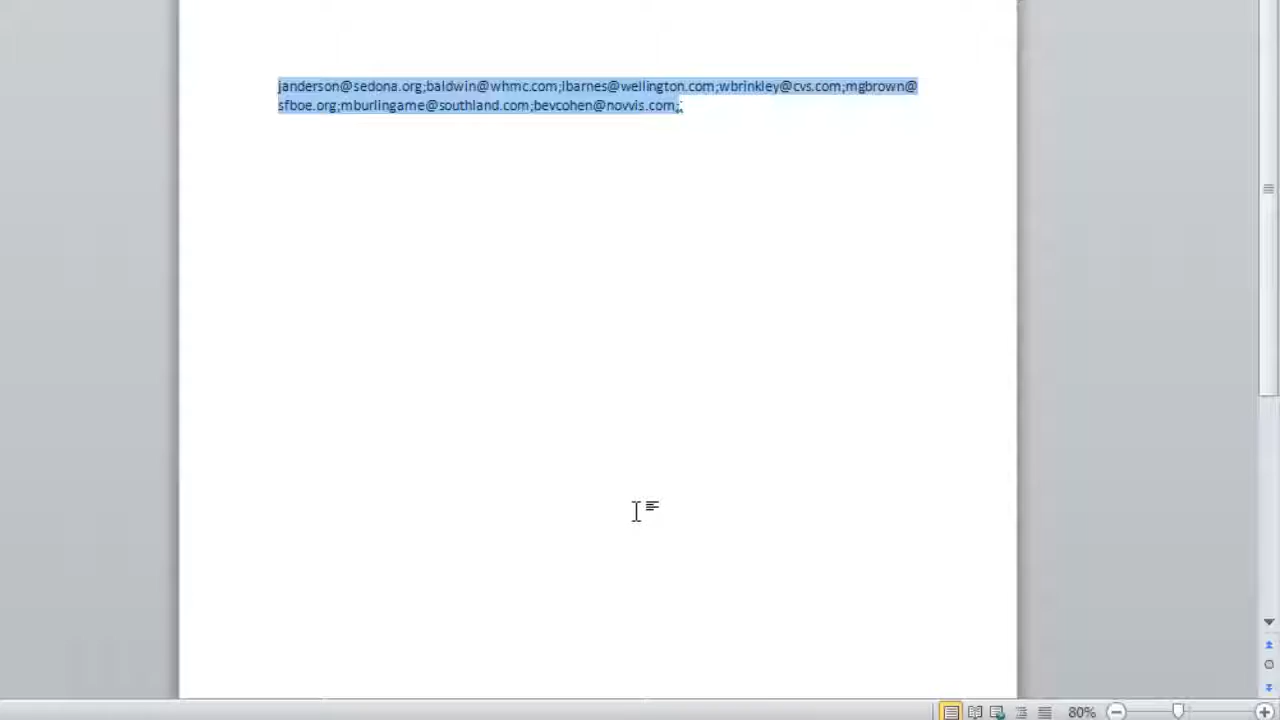 janderson@sedona.org;baldwin@whmc.com;lbarnes@wellington.com;wbrinkley@cvs.com;mgbrown@
sfboe.org;mburlingame@southland.com;bevcohen@novvis.com;
80%